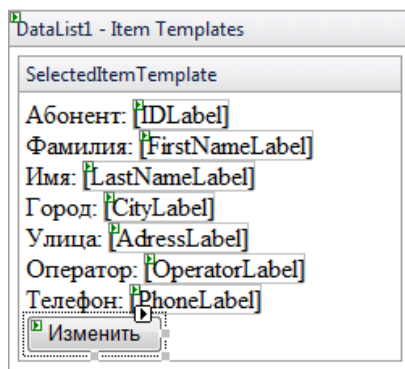 DataList1 - Item Templates
SelectedItemTemplate
Абонент: [IDLabel]
Фамилия: [FirstNameLabel]
Имя: [LastNameLabel]
Город: [CityLabel]
Улица: [AdressLabel]
Оператор: [OperatorLabel]
Телефон: [PhoneLabel]
Изменить